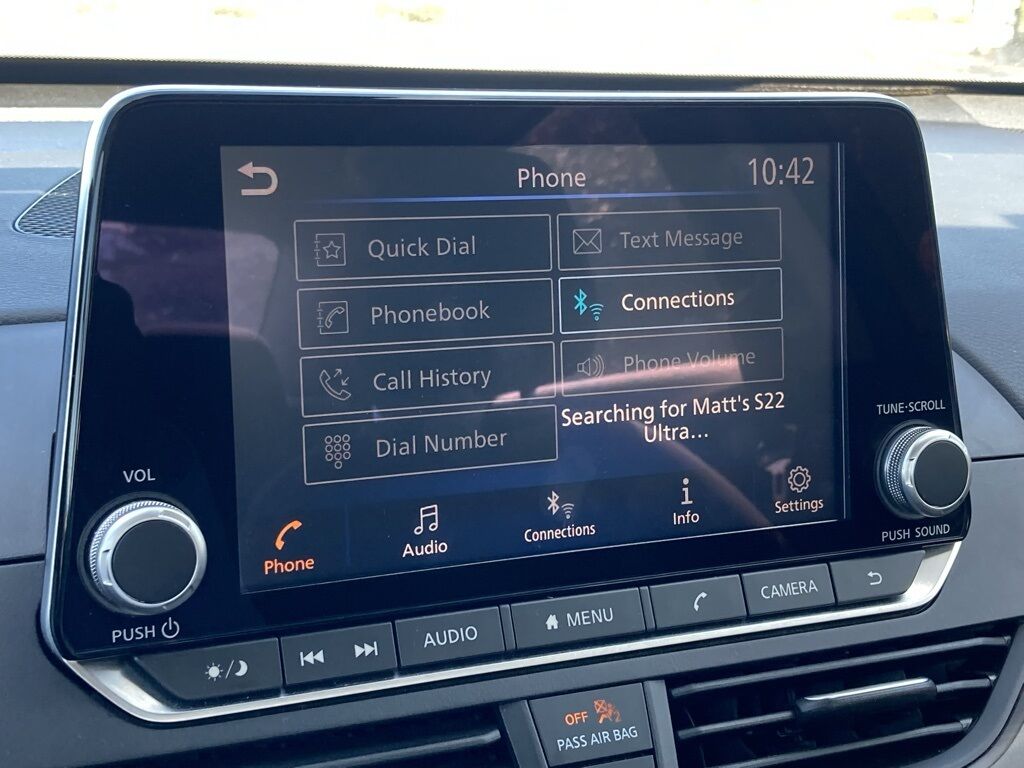 Phone
10:42
Quick Dial
Text Message
Phonebook
Connections
Call History
Phone Volume
Dial Number
Searching for Matt's S22
Ultra...
Phone
Audio
Connections
Info
Settings
VOL
PUSH
TUNE·SCROLL
PUSH SOUND
AUDIO
MENU
CAMERA
OFF
2
PASS AIR BAG